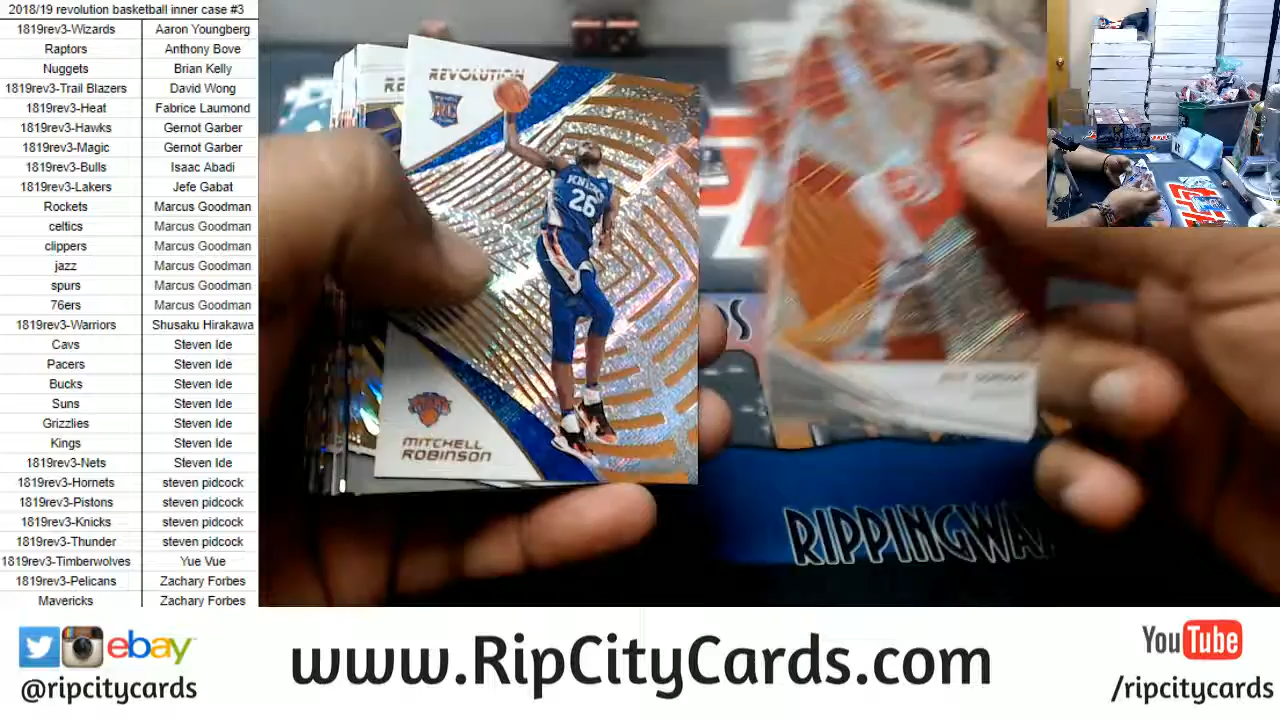 2018/19 revolution basketball inner case #3
1819rev3-Wizards Aaron Youngberg
Raptors Anthony Bove
Nuggets Brian Kelly
1819rev3-Trail Blazers David Wong
1819rev3-Heat Fabrice Laumond
1819rev3-Hawks Gernot Garber
1819rev3-Magic Gernot Garber
1819rev3-Bulls Isaac Abadi
1819rev3-Lakers Jefe Gabat
Rockets Marcus Goodman
celtics Marcus Goodman
clippers Marcus Goodman
jazz Marcus Goodman
spurs Marcus Goodman
76ers Marcus Goodman
1819rev3-Warriors Shusaku Hirakawa
Cavs Steven Ide
Pacers Steven Ide
Bucks Steven Ide
Suns Steven Ide
Grizzlies Steven Ide
Kings Steven Ide
1819rev3-Nets Steven Ide
1819rev3-Hornets steven pidcock
1819rev3-Pistons steven pidcock
1819rev3-Knicks steven pidcock
1819rev3-Thunder steven pidcock
1819rev3-Timberwolves Yue Vue
1819rev3-Pelicans Zachary Forbes
Mavericks Zachary Forbes
REVOLUTION
RC
26
MITCHELL
ROBINSON
RIPPINGWA
ebay
@ripcitycards
www.RipCityCards.com
YouTube
/ripcitycards